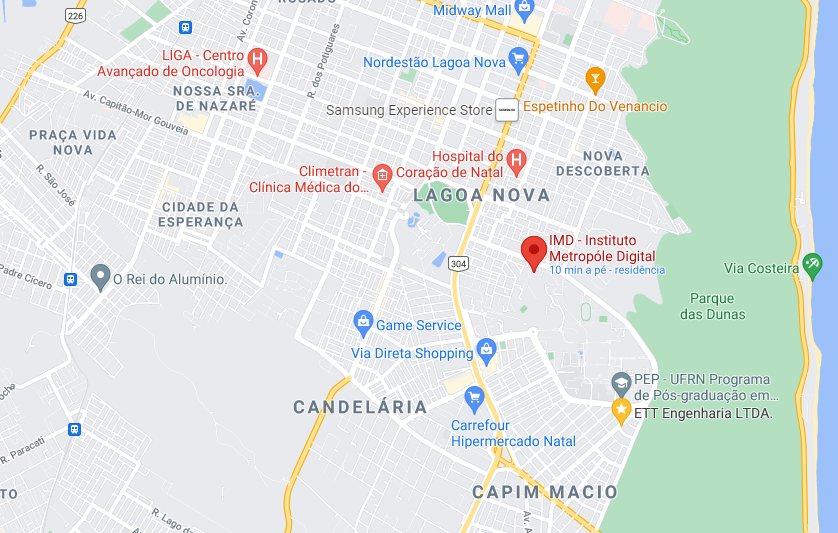 ROSADO
226
Av. Coron
Midway Mall
LIGA - Centro
Avançado de Oncologia
R. dos Potiguares
Nordestão Lagoa Nova
NOSSA SRA.
DE NAZARÉ
Samsung Experience Store
Espetinho Do Venancio
Av. Capitão-Mor Gouveia
PRAÇA VIDA
NOVA
Hospital do
Coração de Natal
NOVA
DESCOBERTA
Climetran -
Clínica Médica do...
R. São José
LAGOA NOVA
CIDADE DA
ESPERANÇA
IMD - Instituto
Metropóle Digital
10 min a pé - residência
304
Via Costeira
Padre Cícero
O Rei do Alumínio.
Parque
das Dunas
Game Service
Via Direta Shopping
PEP - UFRN Programa
de Pós-graduação em...
CANDELÁRIA
ETT Engenharia LTDA.
Carrefour
Hipermercado Natal
R. Paracati
CAPIM MACIO
R. Lago da
Av. A